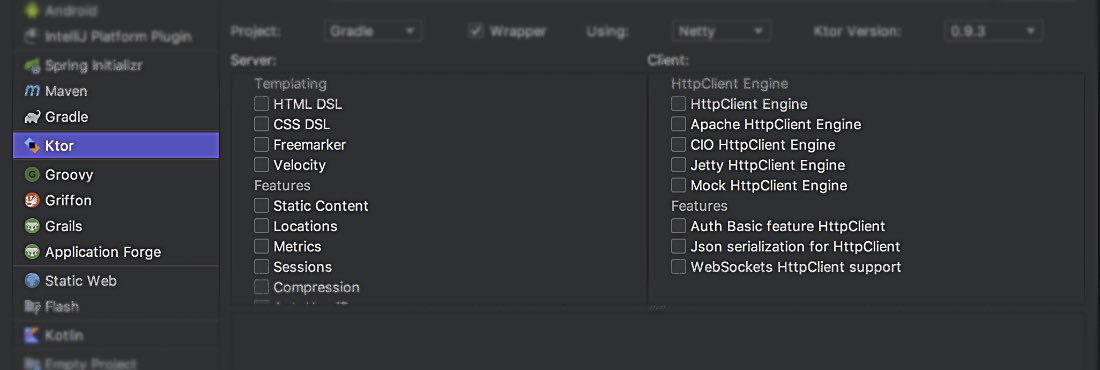 Android
IntelliJ Platform Plugin
Spring Initializr
Maven
Gradle
Ktor
Groovy
Griffon
Grails
Application Forge
Static Web
Flash
Kotlin
Empty Project
Project: Gradle Wrapper Using: Netty Ktor Version: 0.9.3
Server:
Templating
HTML DSL
CSS DSL
Freemarker
Velocity
Features
Static Content
Locations
Metrics
Sessions
Compression
Client:
HttpClient Engine
HttpClient Engine
Apache HttpClient Engine
CIO HttpClient Engine
Jetty HttpClient Engine
Mock HttpClient Engine
Features
Auth Basic feature HttpClient
Json serialization for HttpClient
WebSockets HttpClient support